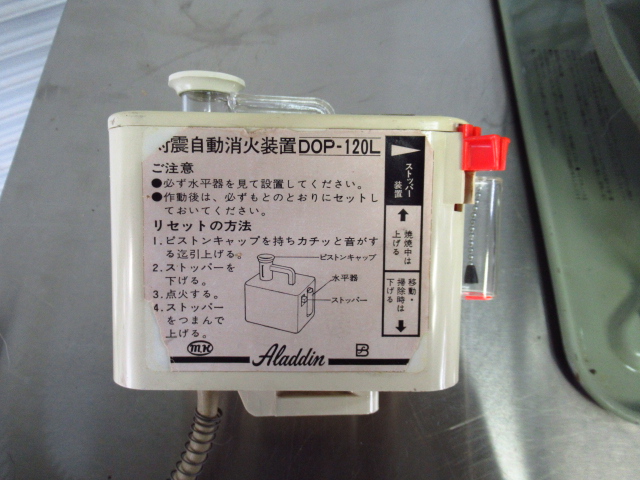 耐震自動消火装置DOP-120L
ご注意
●必ず水平器を見て設置してください。
●作動後は、必ずもとのとおりにセットし
ておいてください。
リセットの方法
1.ピストンキャップを持ちカチッと音がす
る迄引上げる。
2.ストッパーを
下げる。
3.点火する。
4.ストッパー
をつまんで
上げる。
ピストンキャップ
水平器
ストッパー
MK
Aladdin
ストッパー
装置
燃焼中は
上げる
移動・
掃除時は
下げる